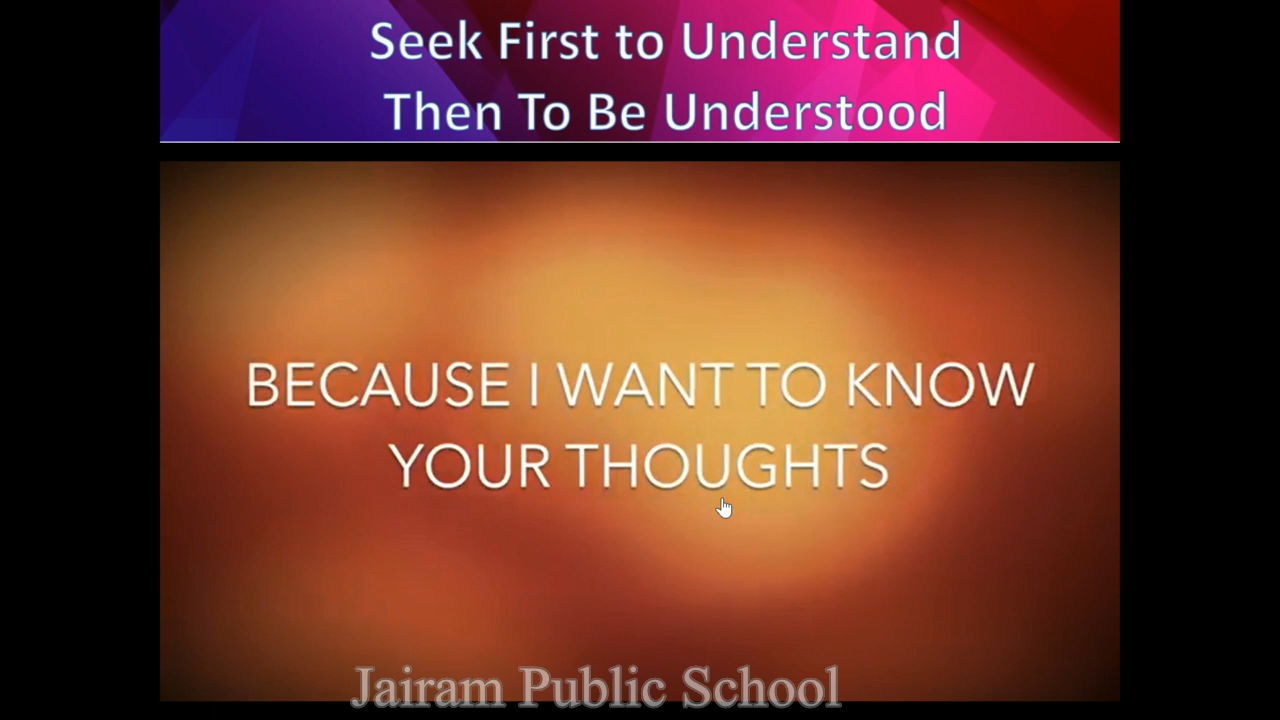 Seek First to Understand
Then To Be Understood
BECAUSE I WANT TO KNOW
YOUR THOUGHTS
Jairam Public School